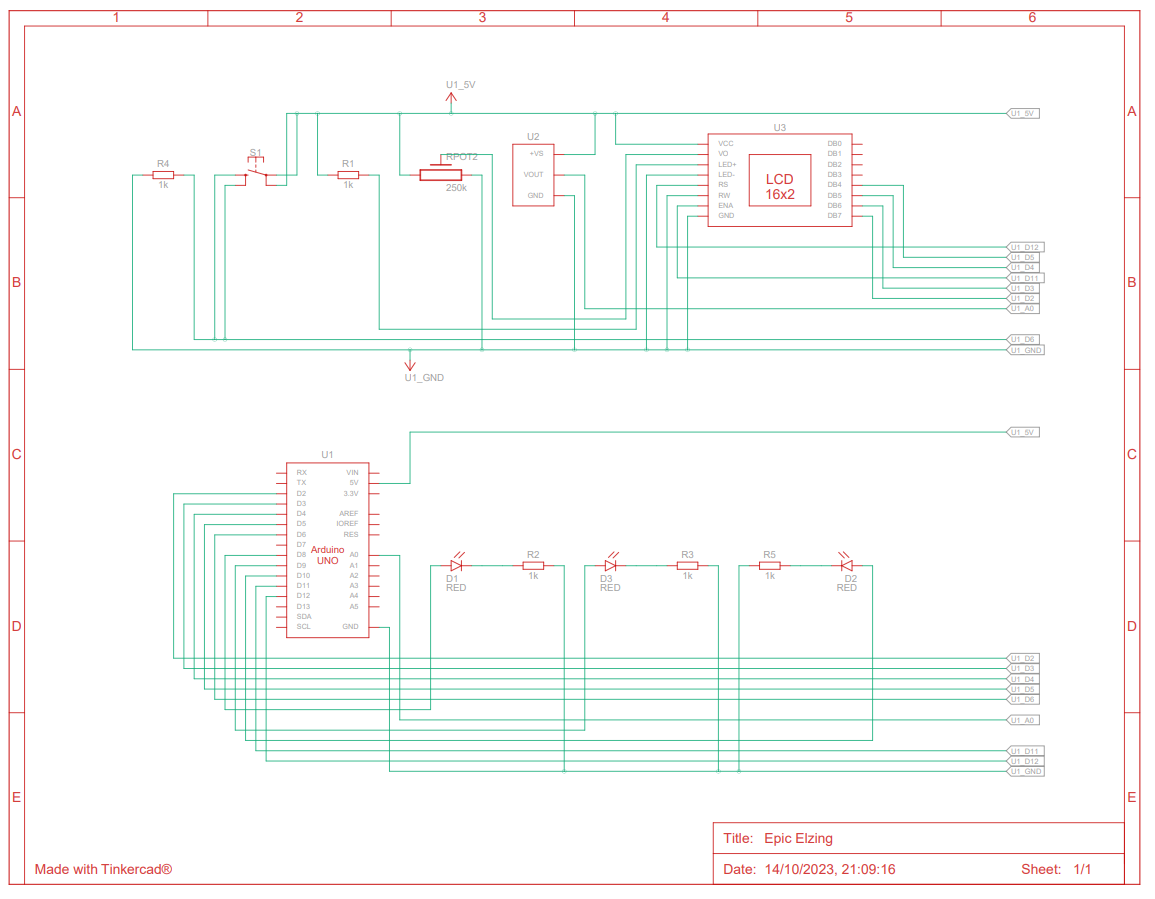 1 2 3 4 5 6
A A
U1_5V
U1_5V
U2
U3
S1
R4
1k
R1
1k
RPOT2
250k
+VS
VOUT
GND
VCC DB0
VO DB1
LED+ DB2
LED- DB3
RS DB4
RW DB5
ENA DB6
GND DB7
LCD
16x2
B B
U1_D12
U1_D5
U1_D4
U1_D11
U1_D3
U1_D2
U1_A0
U1_D6
U1_GND
U1_GND
C C
U1_5V
U1
RX VIN
TX 5V
D2 3.3V
D3
D4 AREF
D5 IOREF
D6 RES
D7
D8 A0
D9 A1
D10 A2
D11 A3
D12 A4
D13 A5
SDA
SCL GND
Arduino
UNO
D1
RED
R2
1k
D3
RED
R3
1k
R5
1k
D2
RED
D D
U1_D2
U1_D3
U1_D4
U1_D5
U1_D6
U1_A0
U1_D11
U1_D12
U1_GND
E E
Title: Epic Elzing
Made with Tinkercad®
Date: 14/10/2023, 21:09:16 Sheet: 1/1